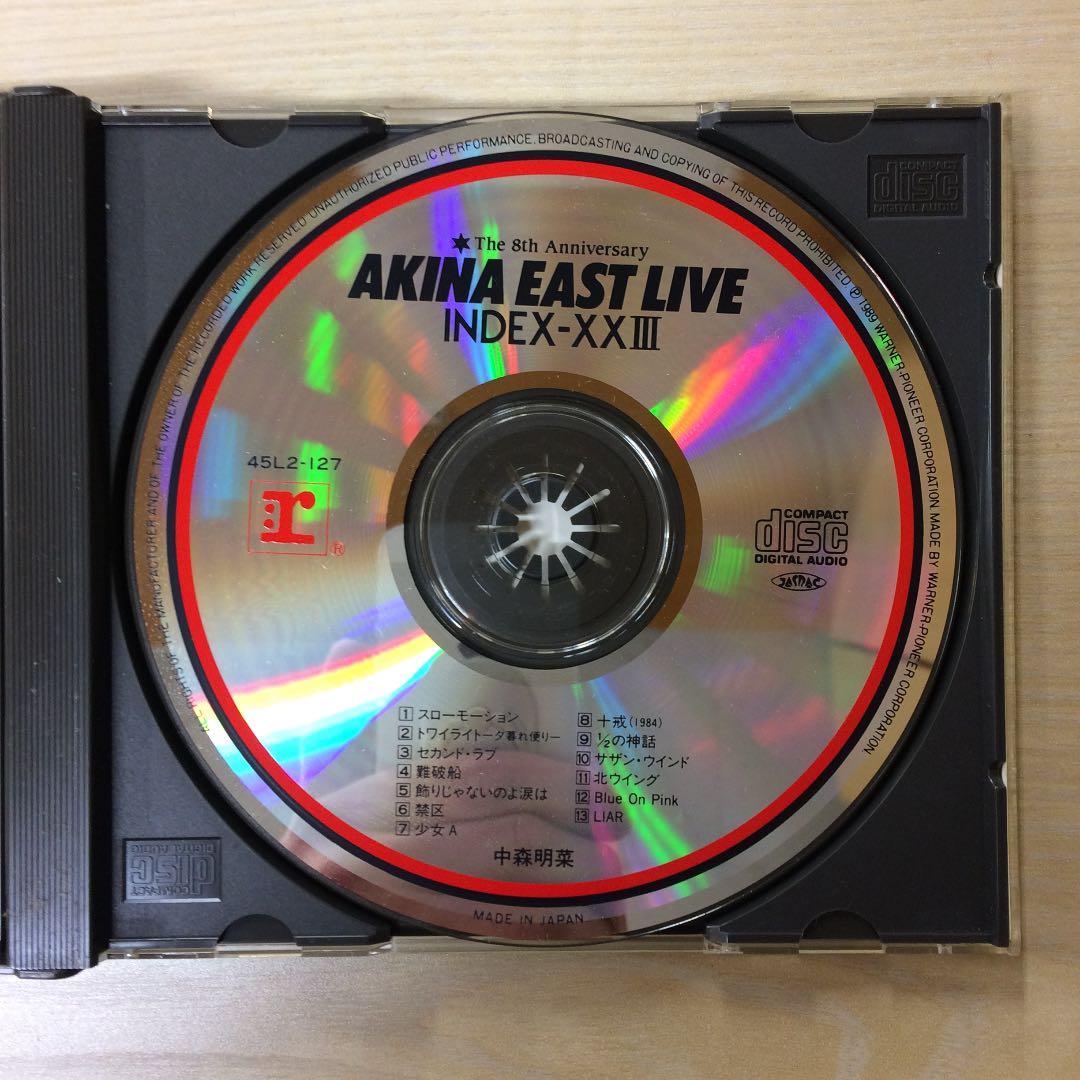 ALL RIGHTS OF THE MANUFACTURER AND OF THE OWNER OF THE RECORDED WORK RESERVED. UNAUTHORIZED PUBLIC PERFORMANCE, BROADCASTING AND COPYING OF THIS RECORD PROHIBITED. ℗ 1989 WARNER-PIONEER CORPORATION. MADE BY WARNER-PIONEER CORPORATION.
COMPACT
disc
DIGITAL AUDIO
★ The 8th Anniversary
AKINA EAST LIVE
INDEX-XXIII
45L2-127
:r
®
COMPACT
disc
DIGITAL AUDIO
JASRAC
1 スローモーション
2 トワイライト－夕暮れ便り－
3 セカンド・ラブ
4 難破船
5 飾りじゃないのよ涙は
6 禁区
7 少女A
8 十戒(1984)
9 ½の神話
10 サザン・ウインド
11 北ウイング
12 Blue On Pink
13 LIAR
中森明菜
MADE IN JAPAN
COMPACT
disc
DIGITAL AUDIO